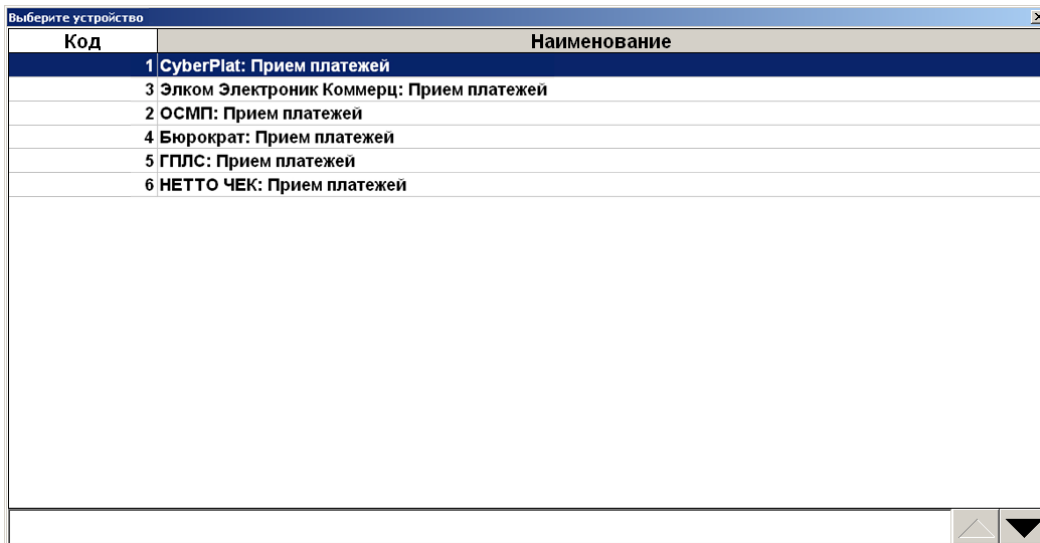 Выберите устройство
Код Наименование
1 CyberPlat: Прием платежей
3 Элком Электроник Коммерц: Прием платежей
2 ОСМП: Прием платежей
4 Бюрократ: Прием платежей
5 ГПЛС: Прием платежей
6 НЕТТО ЧЕК: Прием платежей